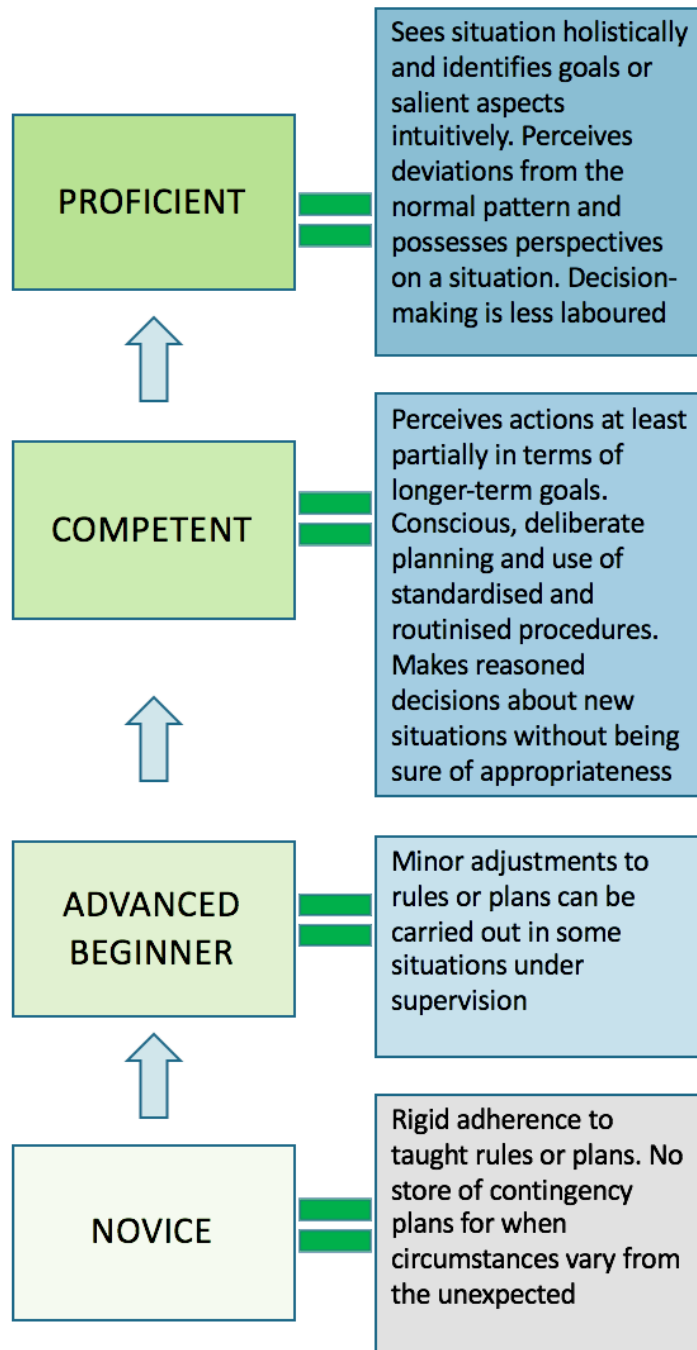 PROFICIENT
Sees situation holistically
and identifies goals or
salient aspects
intuitively. Perceives
deviations from the
normal pattern and
possesses perspectives
on a situation. Decision-
making is less laboured
COMPETENT
Perceives actions at least
partially in terms of
longer-term goals.
Conscious, deliberate
planning and use of
standardised and
routinised procedures.
Makes reasoned
decisions about new
situations without being
sure of appropriateness
ADVANCED
BEGINNER
Minor adjustments to
rules or plans can be
carried out in some
situations under
supervision
NOVICE
Rigid adherence to
taught rules or plans. No
store of contingency
plans for when
circumstances vary from
the unexpected